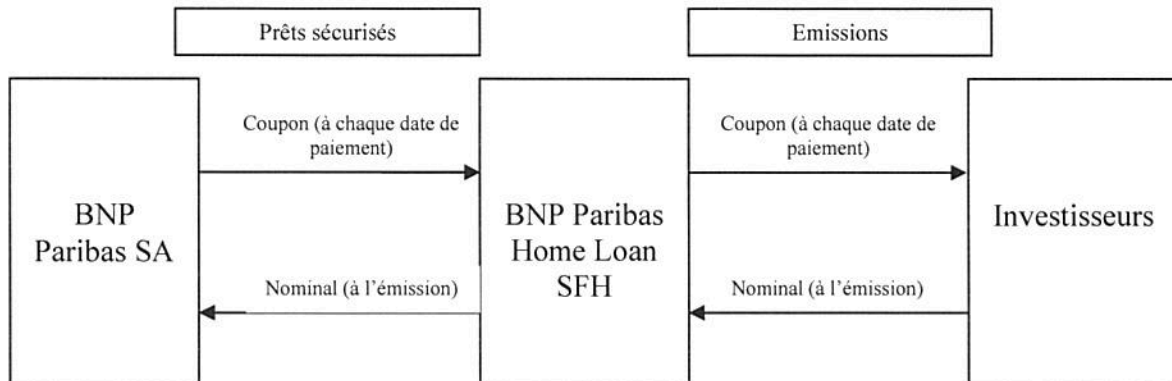 Prêts sécurisés
Emissions
Coupon (à chaque date de
paiement)
Coupon (à chaque date de
paiement)
BNP
Paribas SA
BNP Paribas
Home Loan
SFH
Investisseurs
Nominal (à l'émission)
Nominal (à l'émission)